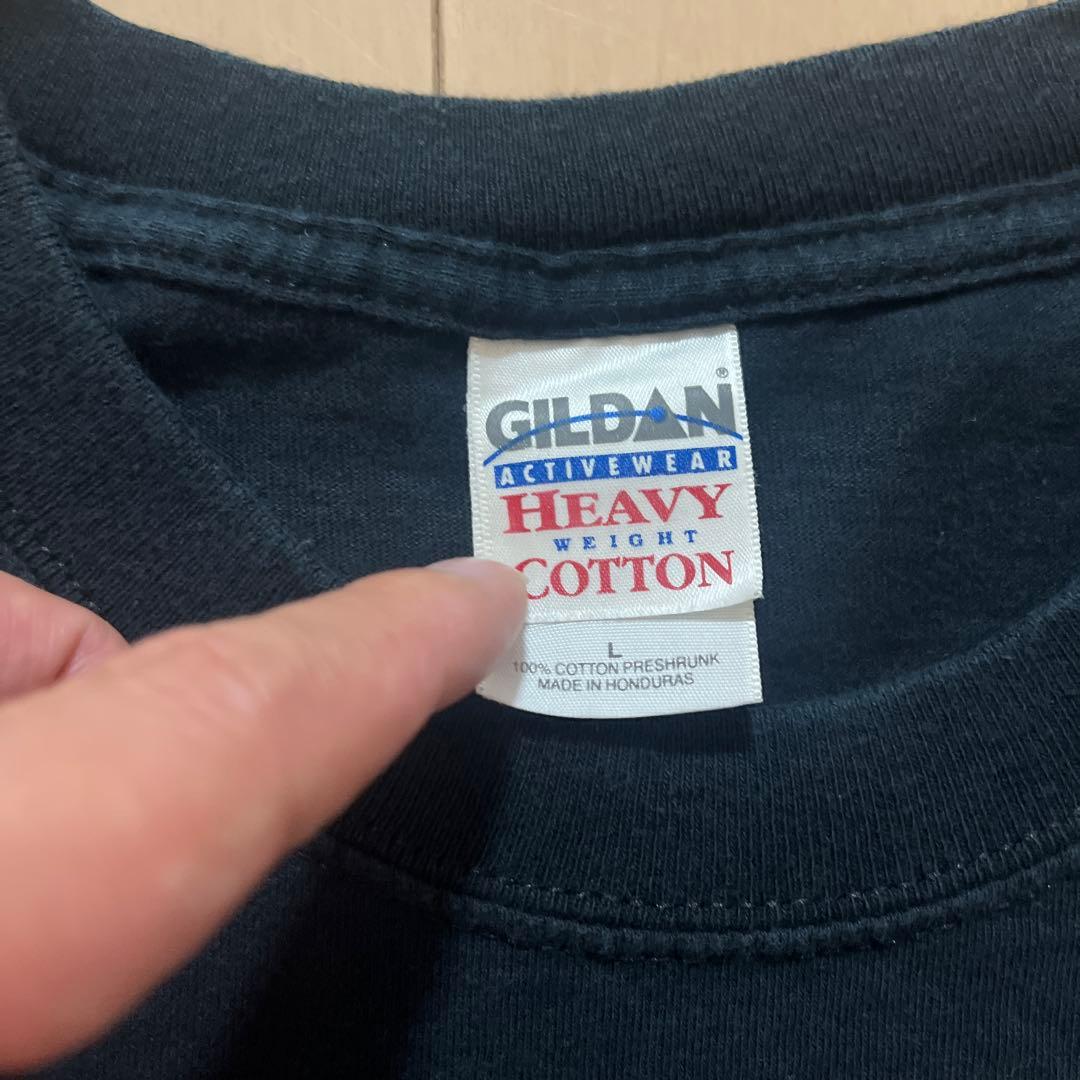 GILDAN®
ACTIVEWEAR
HEAVY
WEIGHT
COTTON
L
100% COTTON PRESHRUNK
MADE IN HONDURAS